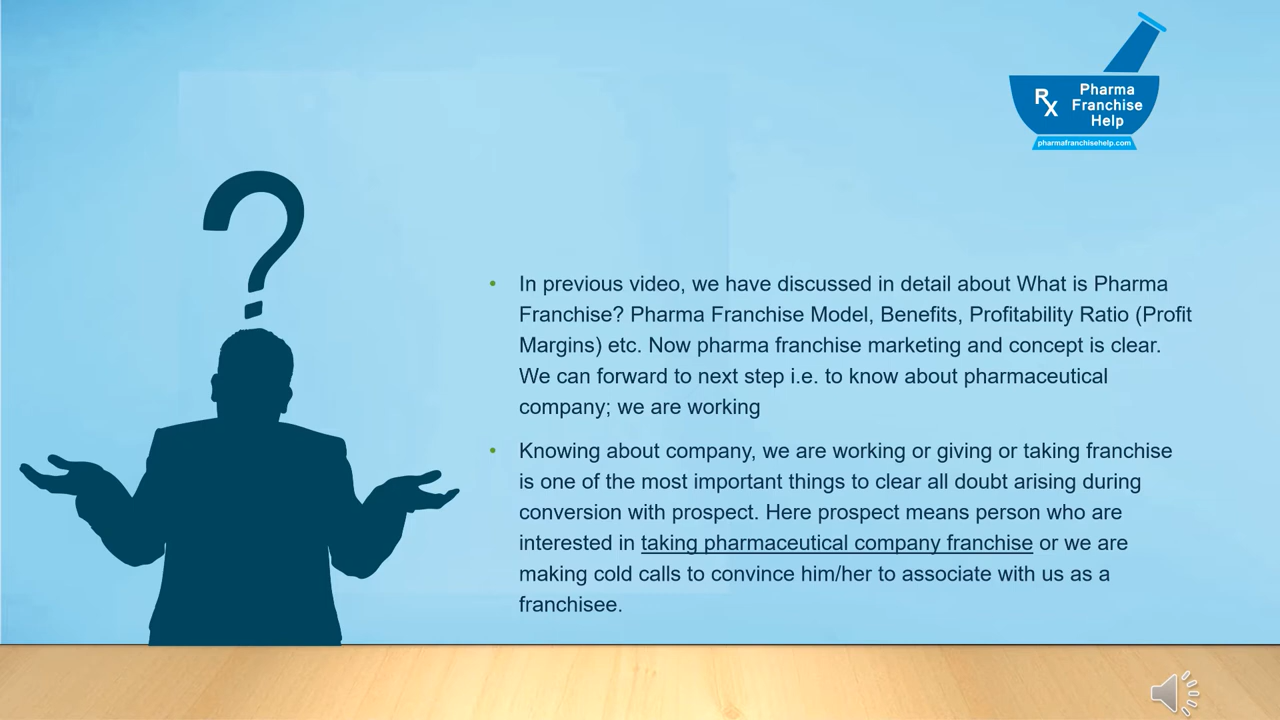 Rx
Pharma
Franchise
Help
pharmafranchisehelp.com
?
• In previous video, we have discussed in detail about What is Pharma
Franchise? Pharma Franchise Model, Benefits, Profitability Ratio (Profit
Margins) etc. Now pharma franchise marketing and concept is clear.
We can forward to next step i.e. to know about pharmaceutical
company; we are working
• Knowing about company, we are working or giving or taking franchise
is one of the most important things to clear all doubt arising during
conversion with prospect. Here prospect means person who are
interested in taking pharmaceutical company franchise or we are
making cold calls to convince him/her to associate with us as a
franchisee.